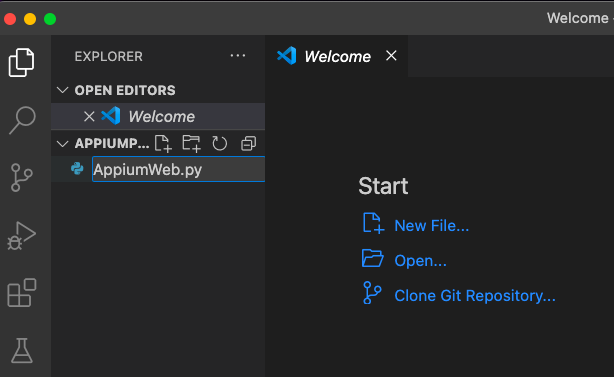 Welcome -
EXPLORER
Welcome
OPEN EDITORS
Welcome
APPIUMP...
AppiumWeb.py
Start
New File...
Open...
Clone Git Repository...